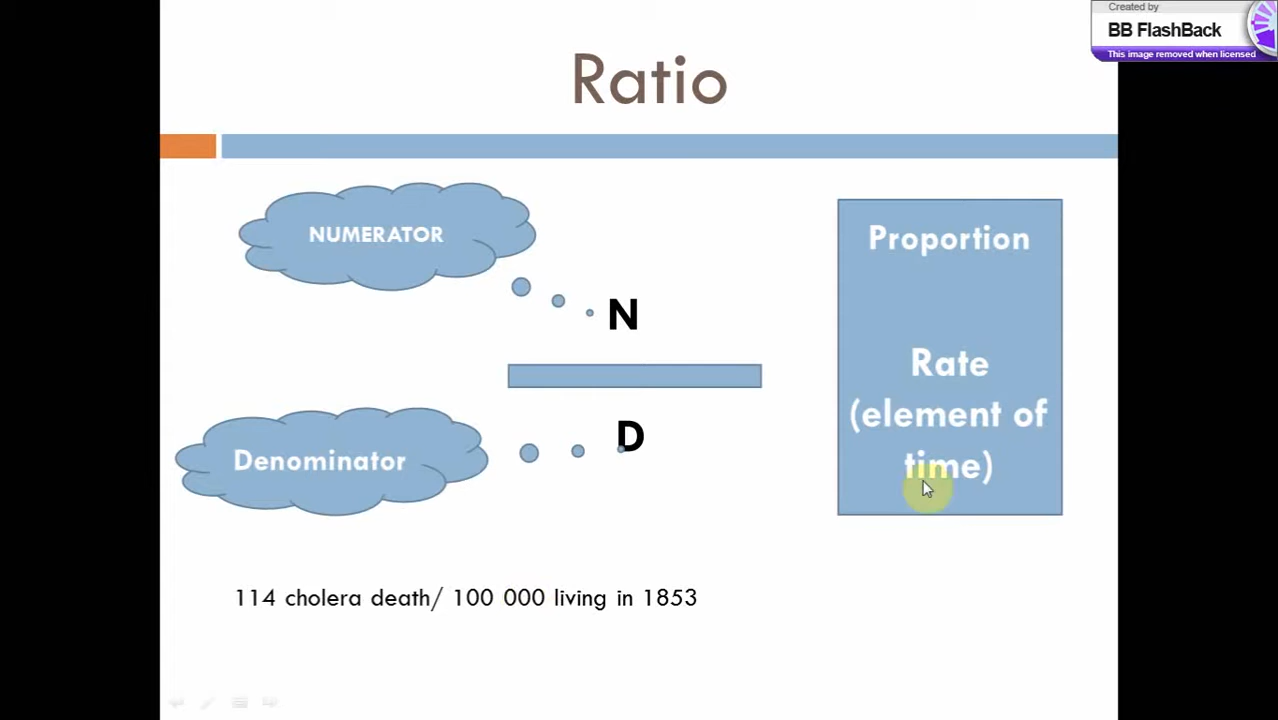 Created by
BB FlashBack
This image removed when licensed
Ratio
NUMERATOR
N
D
Denominator
Proportion
Rate
(element of
time)
114 cholera death/ 100 000 living in 1853